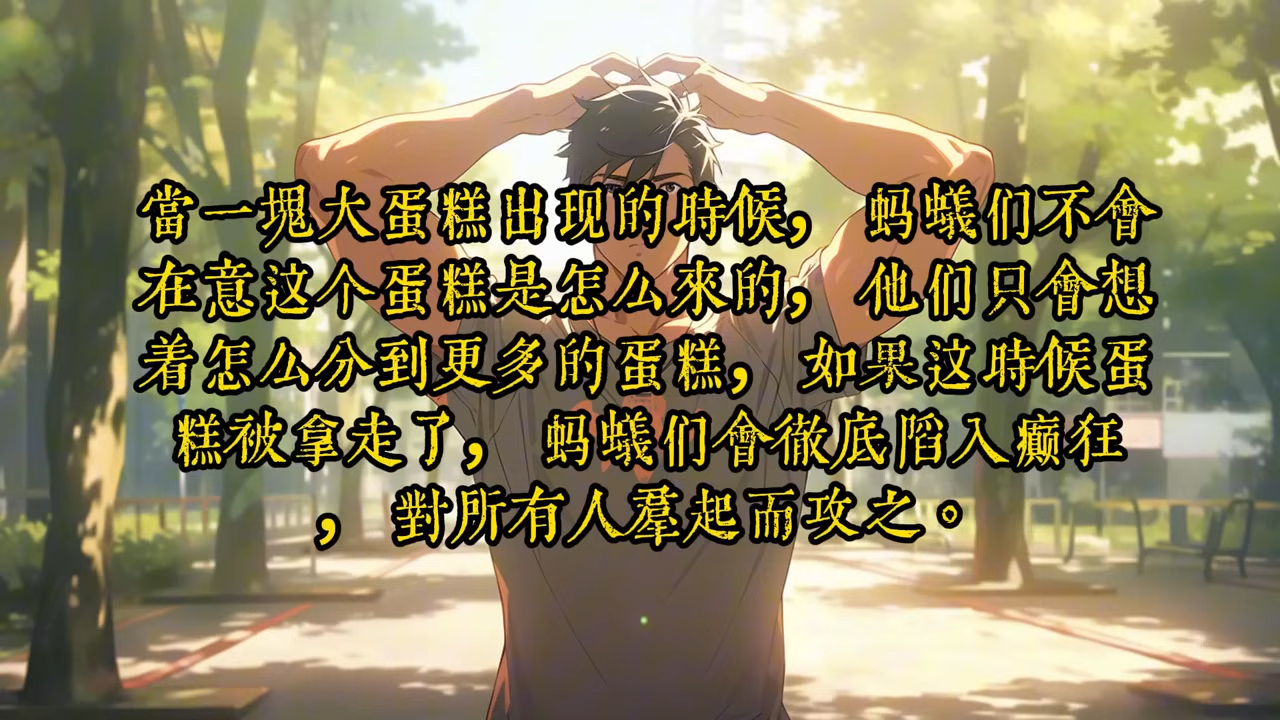 當一塊大蛋糕出现的時候， 蚂蟻们不會
在意这个蛋糕是怎么來的， 他们只會想
着怎么分到更多的蛋糕， 如果这時候蛋
糕被拿走了， 蚂蟻们會徹底陷入癲狂
， 對所有人羣起而攻之。